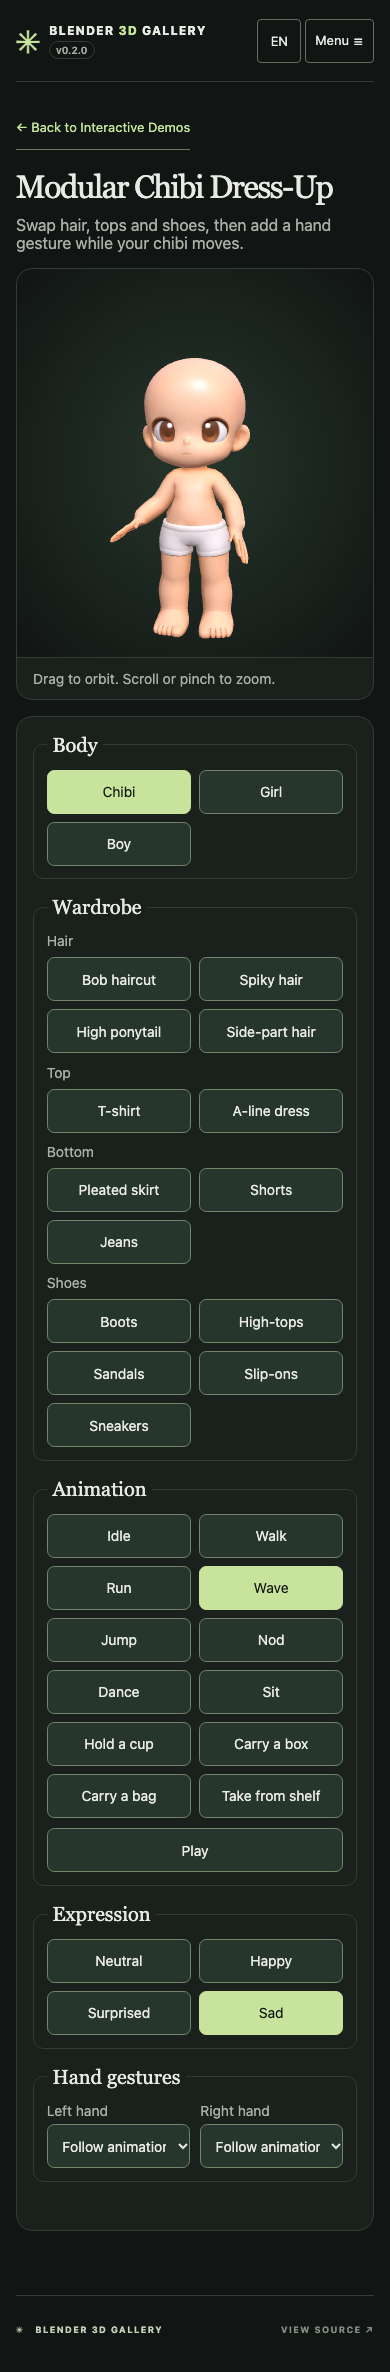 BLENDER 3D GALLERY
v0.2.0
EN
Menu ≡
← Back to Interactive Demos
Modular Chibi Dress-Up
Swap hair, tops and shoes, then add a hand
gesture while your chibi moves.
Drag to orbit. Scroll or pinch to zoom.
Body
Chibi
Girl
Boy
Wardrobe
Hair
Bob haircut
Spiky hair
High ponytail
Side-part hair
Top
T-shirt
A-line dress
Bottom
Pleated skirt
Shorts
Jeans
Shoes
Boots
High-tops
Sandals
Slip-ons
Sneakers
Animation
Idle
Walk
Run
Wave
Jump
Nod
Dance
Sit
Hold a cup
Carry a box
Carry a bag
Take from shelf
Play
Expression
Neutral
Happy
Surprised
Sad
Hand gestures
Left hand
Right hand
Follow animation
Follow animation
BLENDER 3D GALLERY
VIEW SOURCE ↗